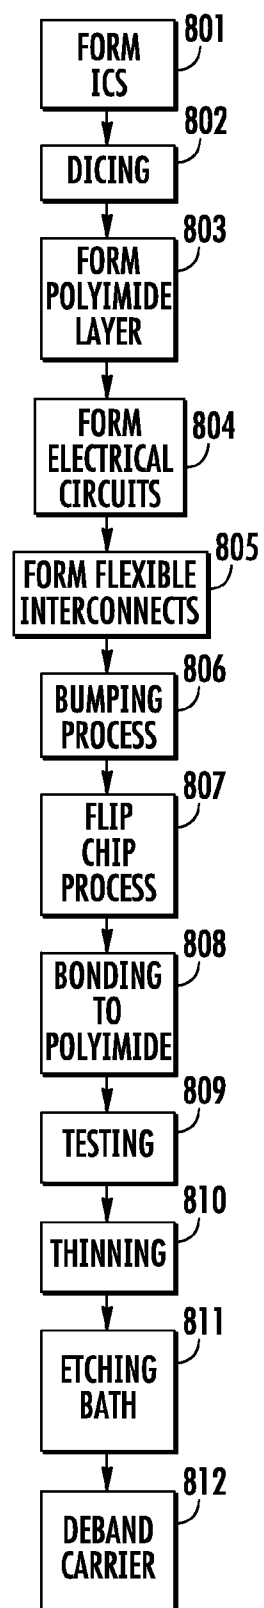 801
FORM
ICS
802
DICING
803
FORM
POLYIMIDE
LAYER
804
FORM
ELECTRICAL
CIRCUITS
805
FORM FLEXIBLE
INTERCONNECTS
806
BUMPING
PROCESS
807
FLIP
CHIP
PROCESS
808
BONDING
TO
POLYIMIDE
809
TESTING
810
THINNING
811
ETCHING
BATH
812
DEBAND
CARRIER